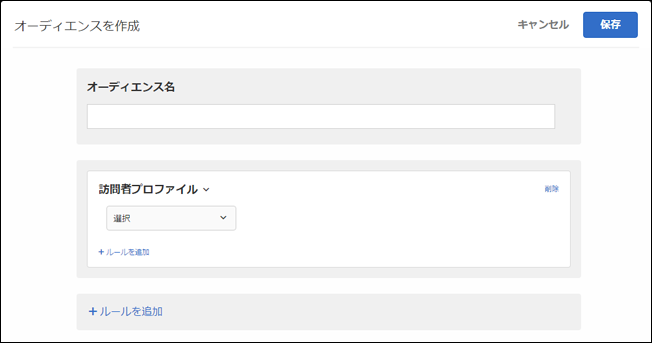 オーディエンスを作成
キャンセル
保存
オーディエンス名
訪問者プロファイル
削除
選択
+ ルールを追加
+ ルールを追加